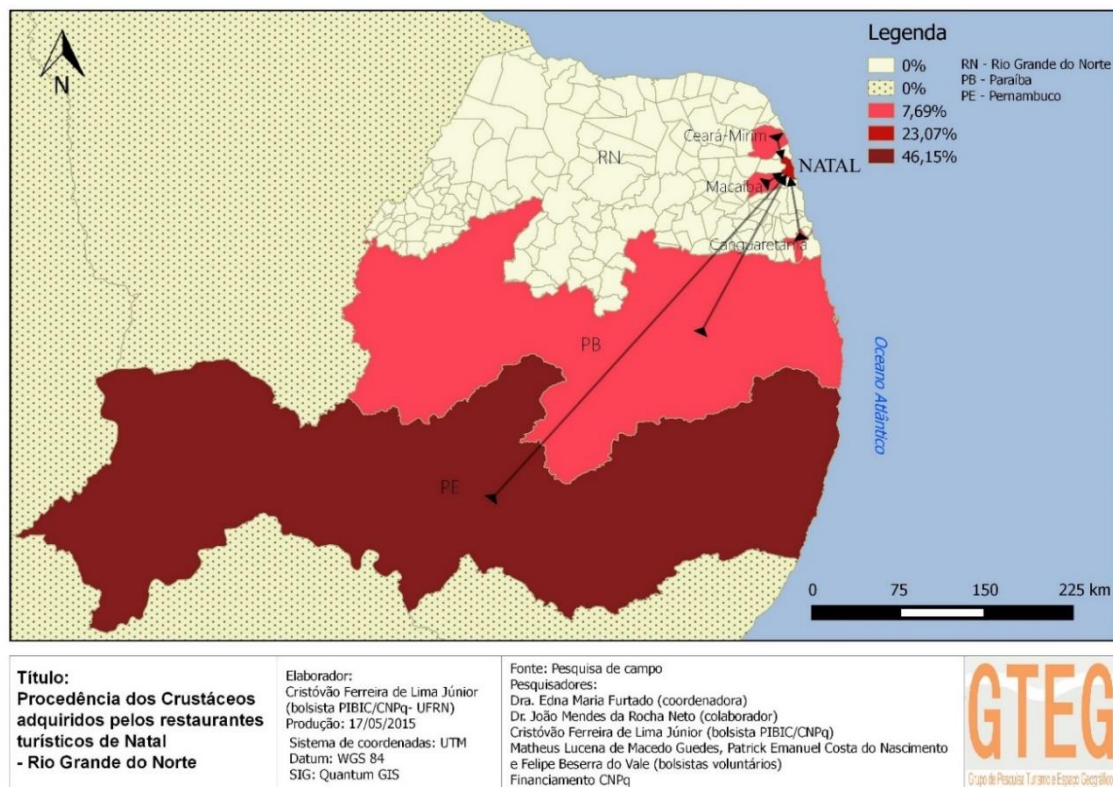 N
Legenda
0%
0%
7,69%
23,07%
46,15%
RN - Rio Grande do Norte
PB - Paraíba
PE - Pernambuco
Ceará-Mirim
RN
NATAL
Macaíba
Canguaretama
PB
PE
Oceano Atlântico
0 75 150 225 km
Título:
Procedência dos Crustáceos
adquiridos pelos restaurantes
turísticos de Natal
- Rio Grande do Norte
Elaborador:
Cristóvão Ferreira de Lima Júnior
(bolsista PIBIC/CNPq- UFRN)
Produção: 17/05/2015
Sistema de coordenadas: UTM
Datum: WGS 84
SIG: Quantum GIS
Fonte: Pesquisa de campo
Pesquisadores:
Dra. Edna Maria Furtado (coordenadora)
Dr. João Mendes da Rocha Neto (colaborador)
Cristóvão Ferreira de Lima Júnior (bolsista PIBIC/CNPq)
Matheus Lucena de Macedo Guedes, Patrick Emanuel Costa do Nascimento
e Felipe Beserra do Vale (bolsistas voluntários)
Financiamento CNPq
GTEG
Grupo de Pesquisa: Turismo e Espaço Geográfico